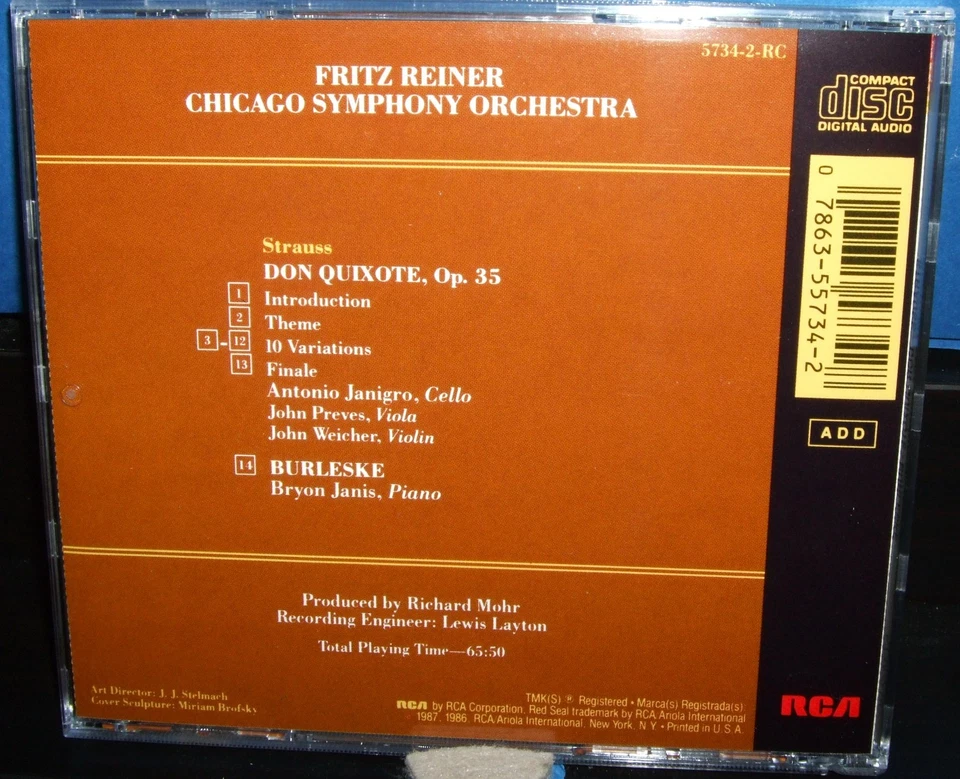 5734-2-RC
FRITZ REINER
CHICAGO SYMPHONY ORCHESTRA
COMPACT
disc
DIGITAL AUDIO
0 7863-55734-2
ADD
Strauss
DON QUIXOTE, Op. 35
1 Introduction
2 Theme
3-12 10 Variations
13 Finale
Antonio Janigro, Cello
John Preves, Viola
John Weicher, Violin
14 BURLESKE
Bryon Janis, Piano
Produced by Richard Mohr
Recording Engineer: Lewis Layton
Total Playing Time—65:50
Art Director: J. J. Stelmach
Cover Sculpture: Miriam Brofsky
TMK(S) ® Registered • Marca(s) Registrada(s)
RCA by RCA Corporation. Red Seal trademark by RCA Ariola International
1987, 1986, RCA/Ariola International, New York, N.Y. • Printed in U.S.A.
RCA